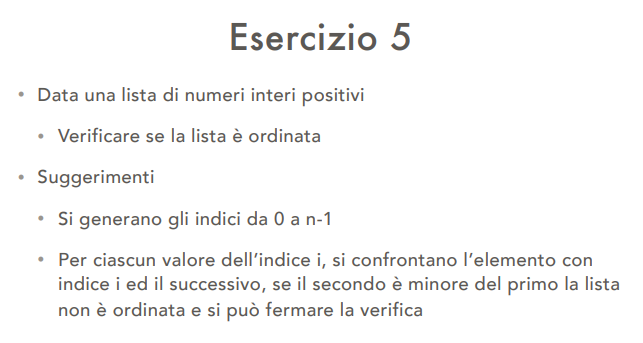 Esercizio 5
• Data una lista di numeri interi positivi
• Verificare se la lista è ordinata
• Suggerimenti
• Si generano gli indici da 0 a n-1
• Per ciascun valore dell’indice i, si confrontano l’elemento con
indice i ed il successivo, se il secondo è minore del primo la lista
non è ordinata e si può fermare la verifica